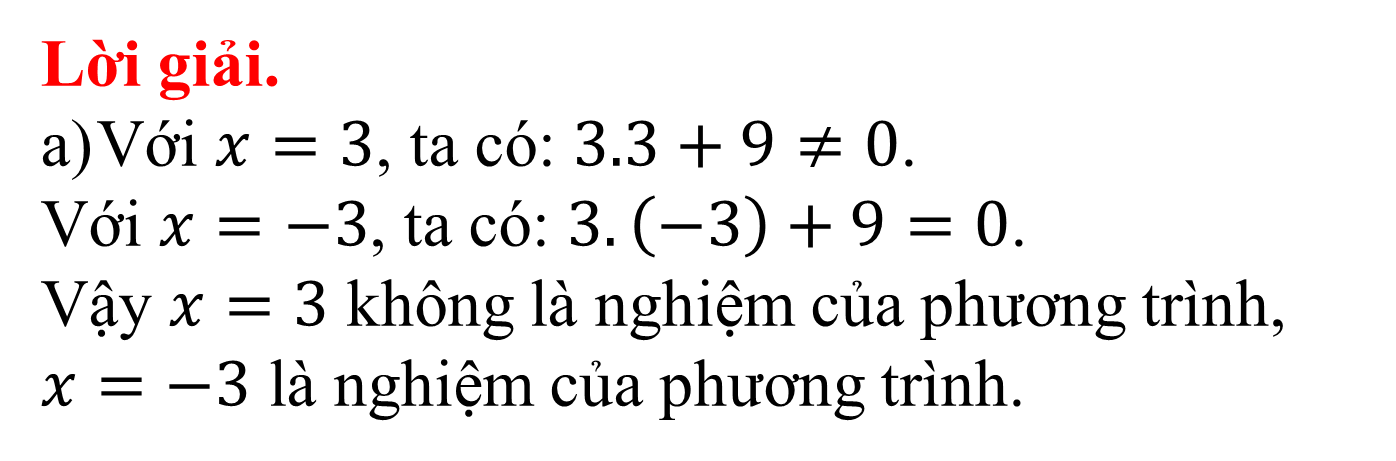 Lời giải.
a)Với x = 3, ta có: 3.3 + 9 ≠ 0.
Với x = −3, ta có: 3. (−3) + 9 = 0.
Vậy x = 3 không là nghiệm của phương trình,
x = −3 là nghiệm của phương trình.